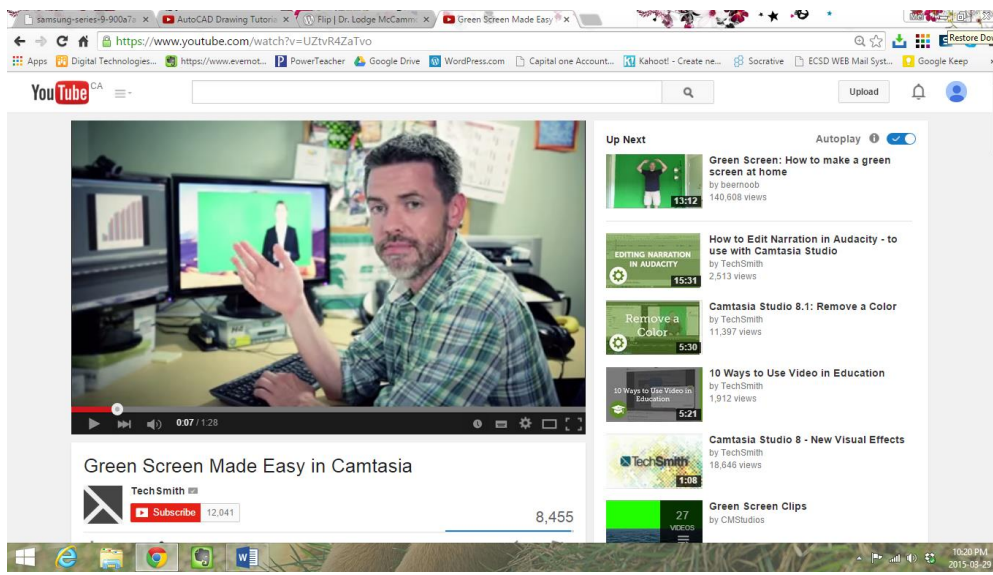 samsung-series-9-900a7a
AutoCAD Drawing Tutoria
Flip | Dr. Lodge McCamm
Green Screen Made Easy
Restore Do
https://www.youtube.com/watch?v=UZtvR4ZaTvo
Apps
Digital Technologies...
https://www.evernot...
PowerTeacher
Google Drive
WordPress.com
Capital one Account...
Kahoot! - Create ne...
Socrative
ECSD WEB Mail Syst...
Google Keep
YouTube CA
Upload
0:07 / 1:28
Green Screen Made Easy in Camtasia
TechSmith
Subscribe 12,041
8,455
Up Next
Autoplay
13:12
Green Screen: How to make a green
screen at home
by beernoob
140,608 views
EDITING NARRATION
IN AUDACITY
15:31
How to Edit Narration in Audacity - to
use with Camtasia Studio
by TechSmith
2,513 views
Remove a
Color
5:30
Camtasia Studio 8.1: Remove a Color
by TechSmith
11,397 views
10 Ways to Use Video in
Education
5:21
10 Ways to Use Video in Education
by TechSmith
1,912 views
TechSmith
1:08
Camtasia Studio 8 - New Visual Effects
by TechSmith
18,646 views
27
VIDEOS
Green Screen Clips
by CMStudios
10:20 PM
2015-03-29